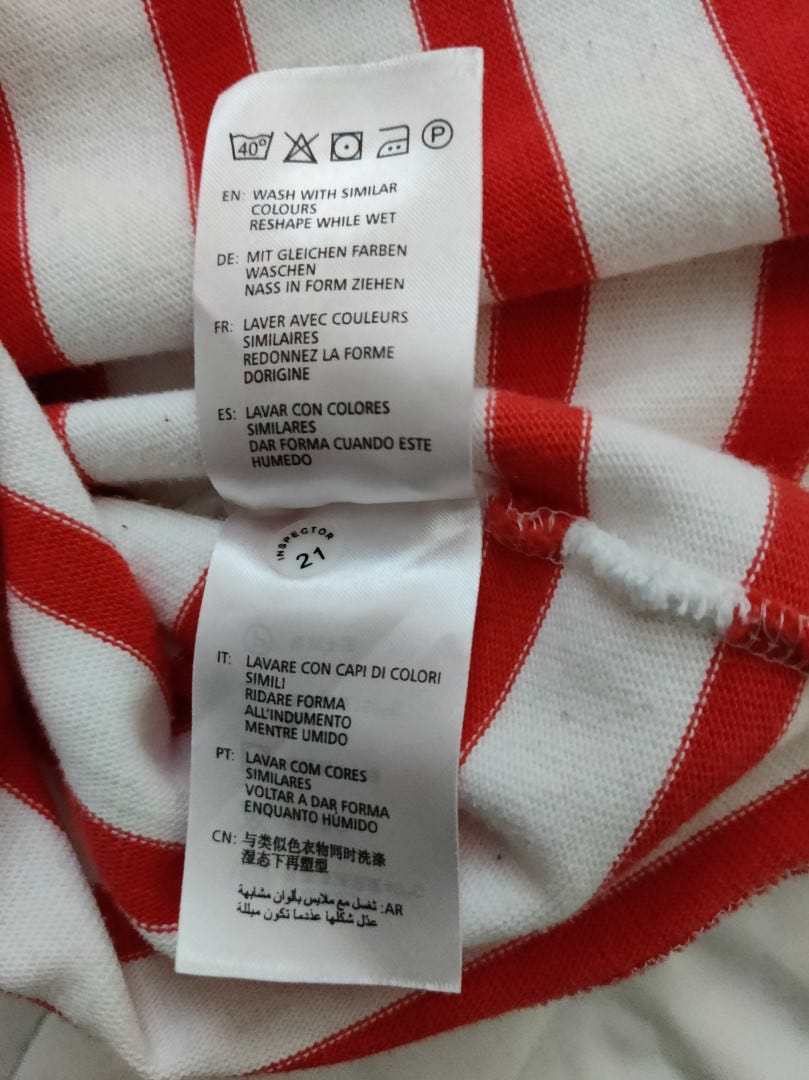 40°
P
EN: WASH WITH SIMILAR
COLOURS
RESHAPE WHILE WET
DE: MIT GLEICHEN FARBEN
WASCHEN
NASS IN FORM ZIEHEN
FR: LAVER AVEC COULEURS
SIMILAIRES
REDONNEZ LA FORME
DORIGINE
ES: LAVAR CON COLORES
SIMILARES
DAR FORMA CUANDO ESTE
HUMEDO
INSPECTOR
21
IT: LAVARE CON CAPI DI COLORI
SIMILI
RIDARE FORMA
ALL'INDUMENTO
MENTRE UMIDO
PT: LAVAR COM CORES
SIMILARES
VOLTAR A DAR FORMA
ENQUANTO HÚMIDO
CN: 与类似色衣物同时洗涤
湿态下再塑型
AR: تغسل مع ملابس بألوان مشابهة
عدّل شكلها عندما تكون مبللة